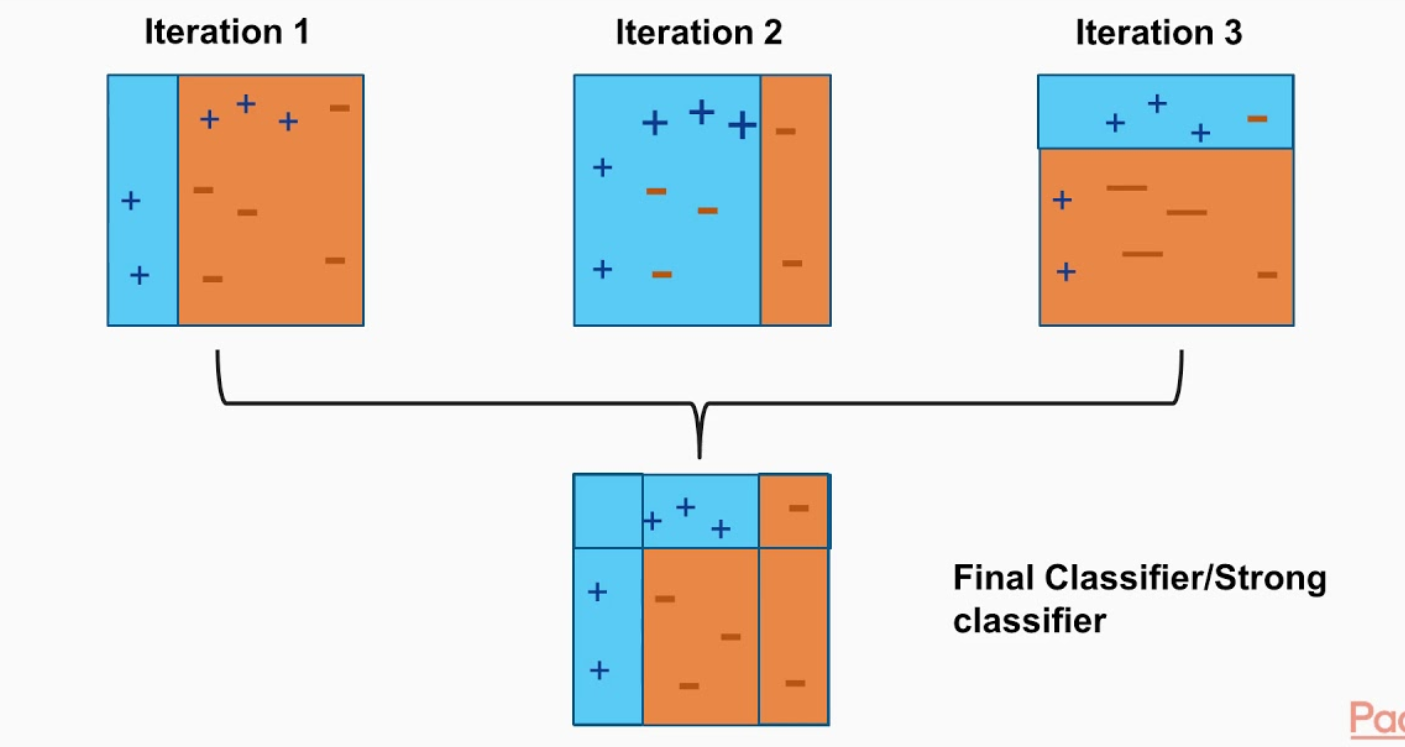 Iteration 1
Iteration 2
Iteration 3
Final Classifier/Strong
classifier